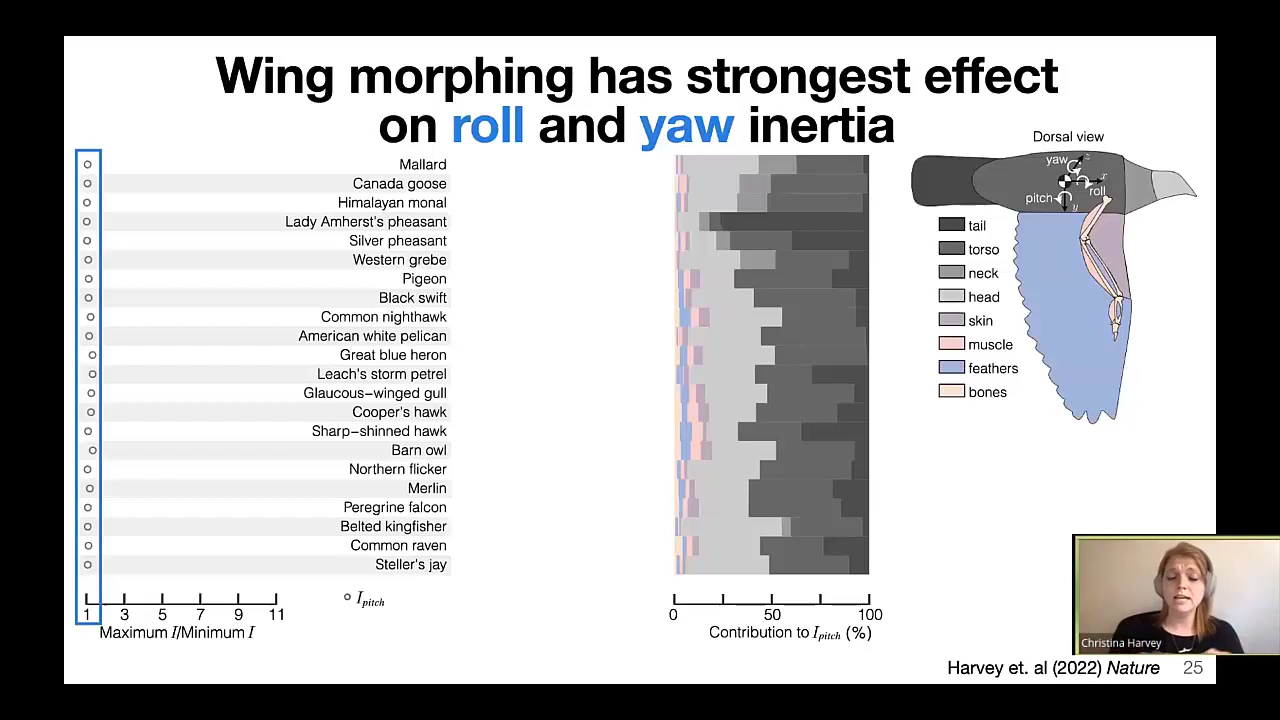 Wing morphing has strongest effect
on roll and yaw inertia
Mallard
Canada goose
Himalayan monal
Lady Amherst's pheasant
Silver pheasant
Western grebe
Pigeon
Black swift
Common nighthawk
American white pelican
Great blue heron
Leach's storm petrel
Glaucous–winged gull
Cooper's hawk
Sharp–shinned hawk
Barn owl
Northern flicker
Merlin
Peregrine falcon
Belted kingfisher
Common raven
Steller's jay
I pitch
1 3 5 7 9 11
Maximum I/Minimum I
0 50 100
Contribution to I pitch (%)
Dorsal view
yaw z
x
roll
pitch y
tail
torso
neck
head
skin
muscle
feathers
bones
Christina Harvey
Harvey et. al (2022) Nature 25